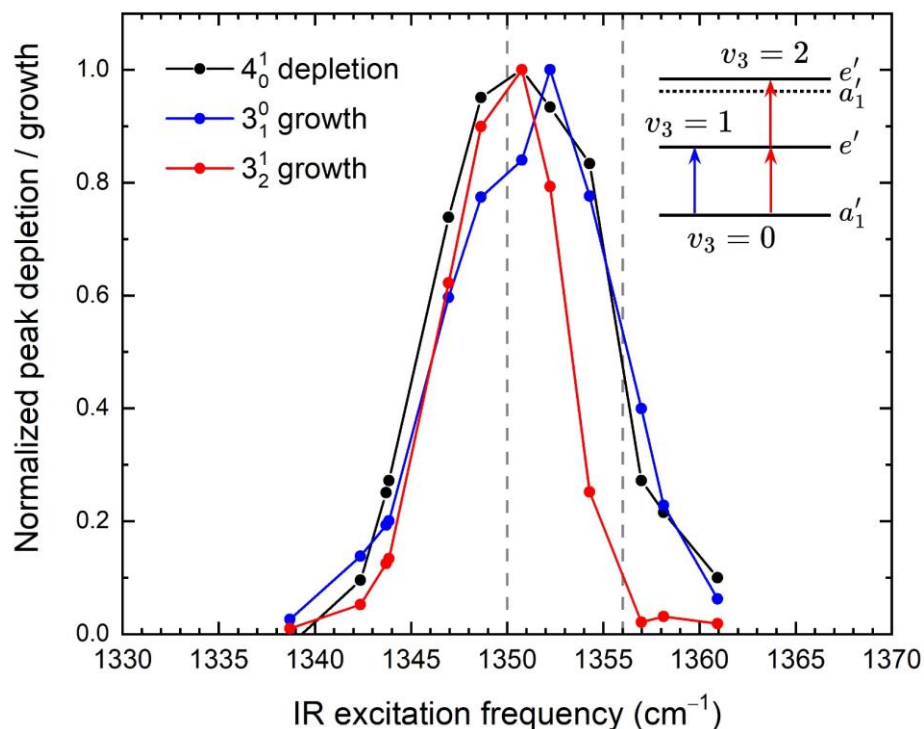 Normalized peak depletion / growth
1.0
0.8
0.6
0.4
0.2
0.0
4₀¹ depletion
3₁⁰ growth
3₂¹ growth
v₃ = 2
e′
a₁′
v₃ = 1
e′
a₁′
v₃ = 0
1330 1335 1340 1345 1350 1355 1360 1365 1370
IR excitation frequency (cm⁻¹)